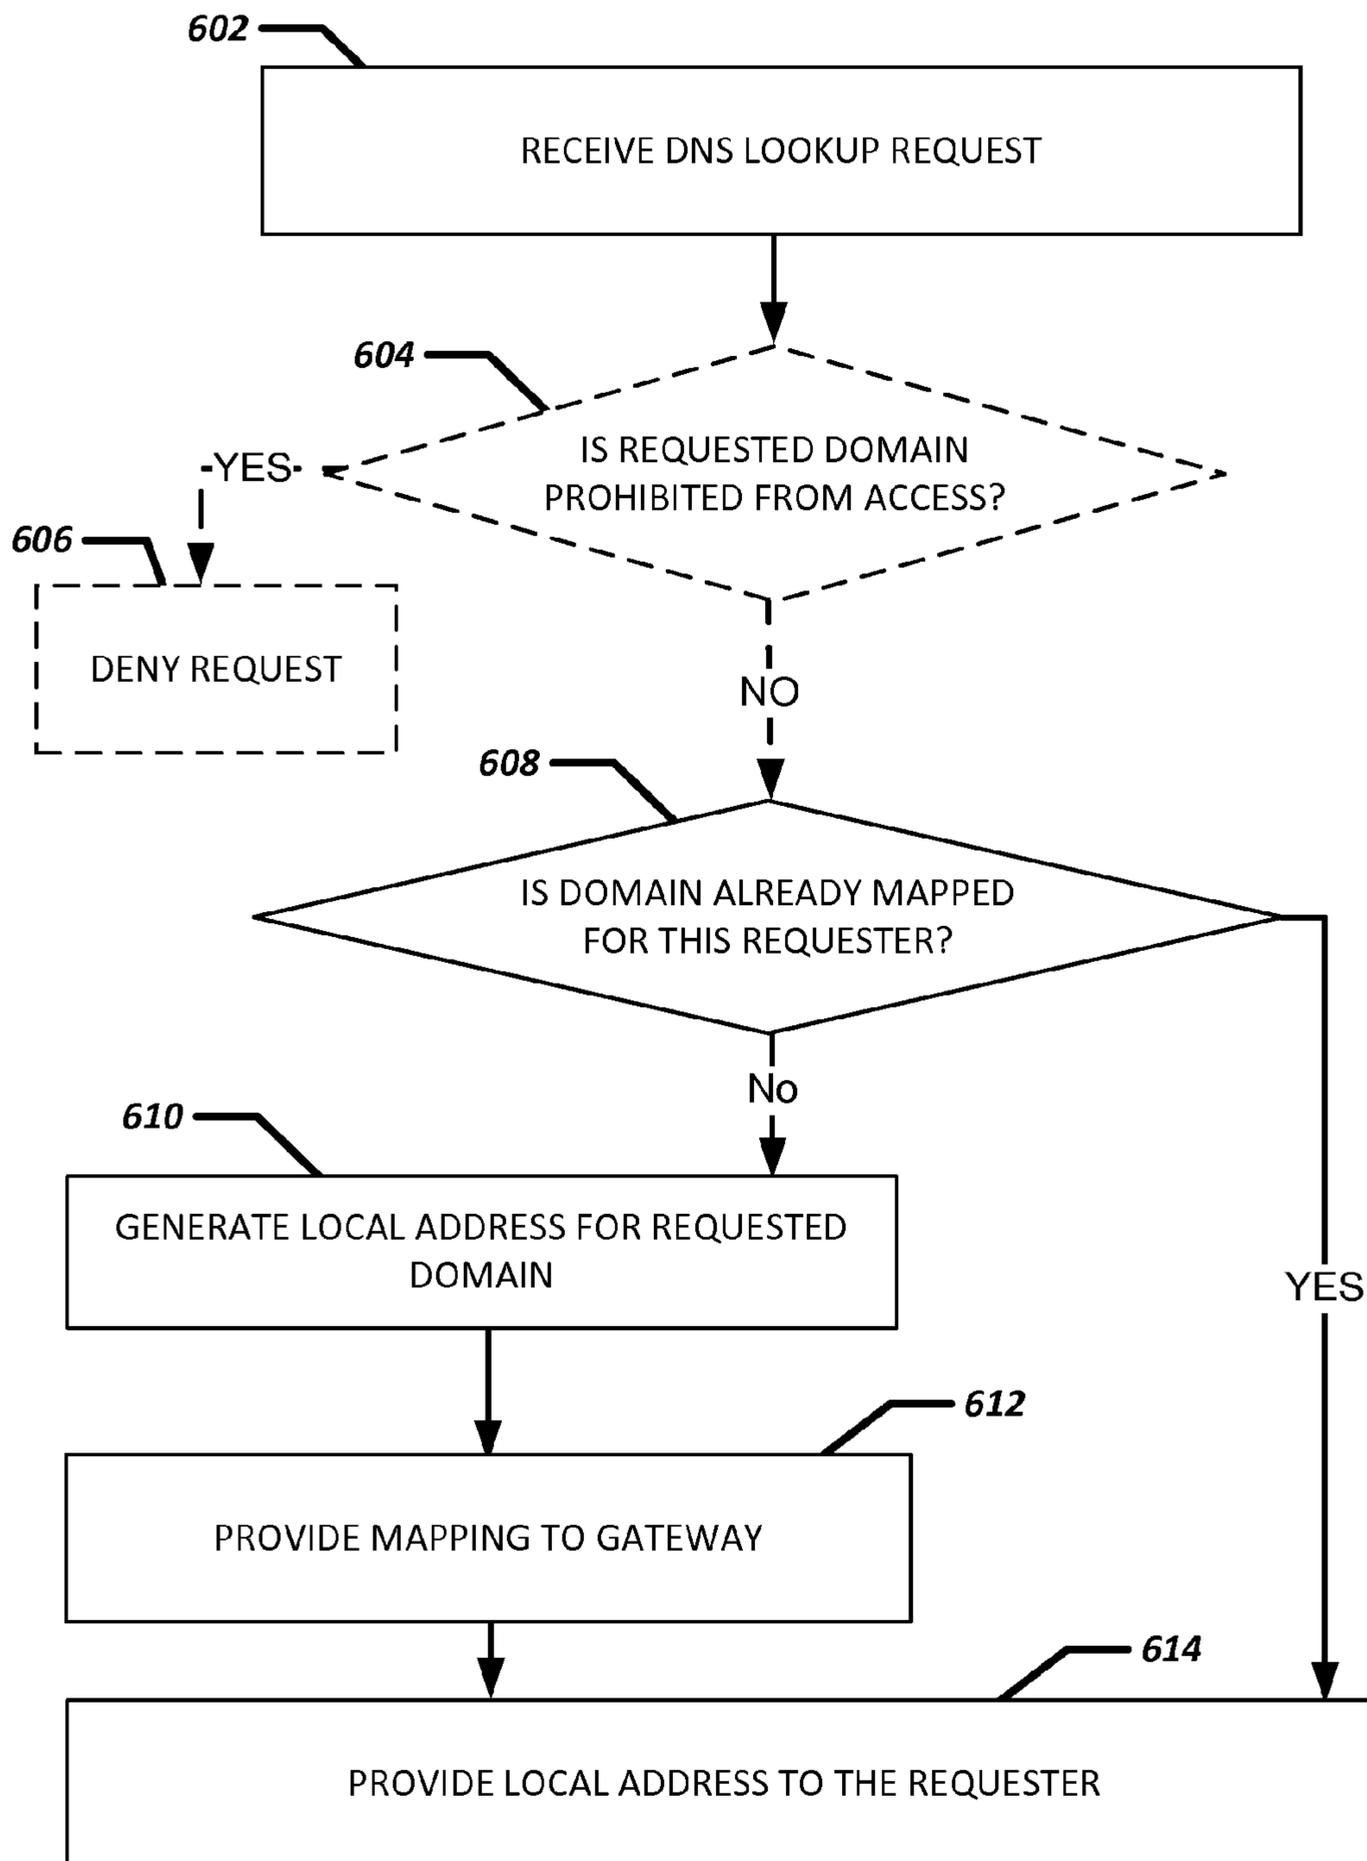 602
RECEIVE DNS LOOKUP REQUEST
604
IS REQUESTED DOMAIN
PROHIBITED FROM ACCESS?
YES
606
DENY REQUEST
NO
608
IS DOMAIN ALREADY MAPPED
FOR THIS REQUESTER?
No
610
GENERATE LOCAL ADDRESS FOR REQUESTED
DOMAIN
YES
612
PROVIDE MAPPING TO GATEWAY
614
PROVIDE LOCAL ADDRESS TO THE REQUESTER